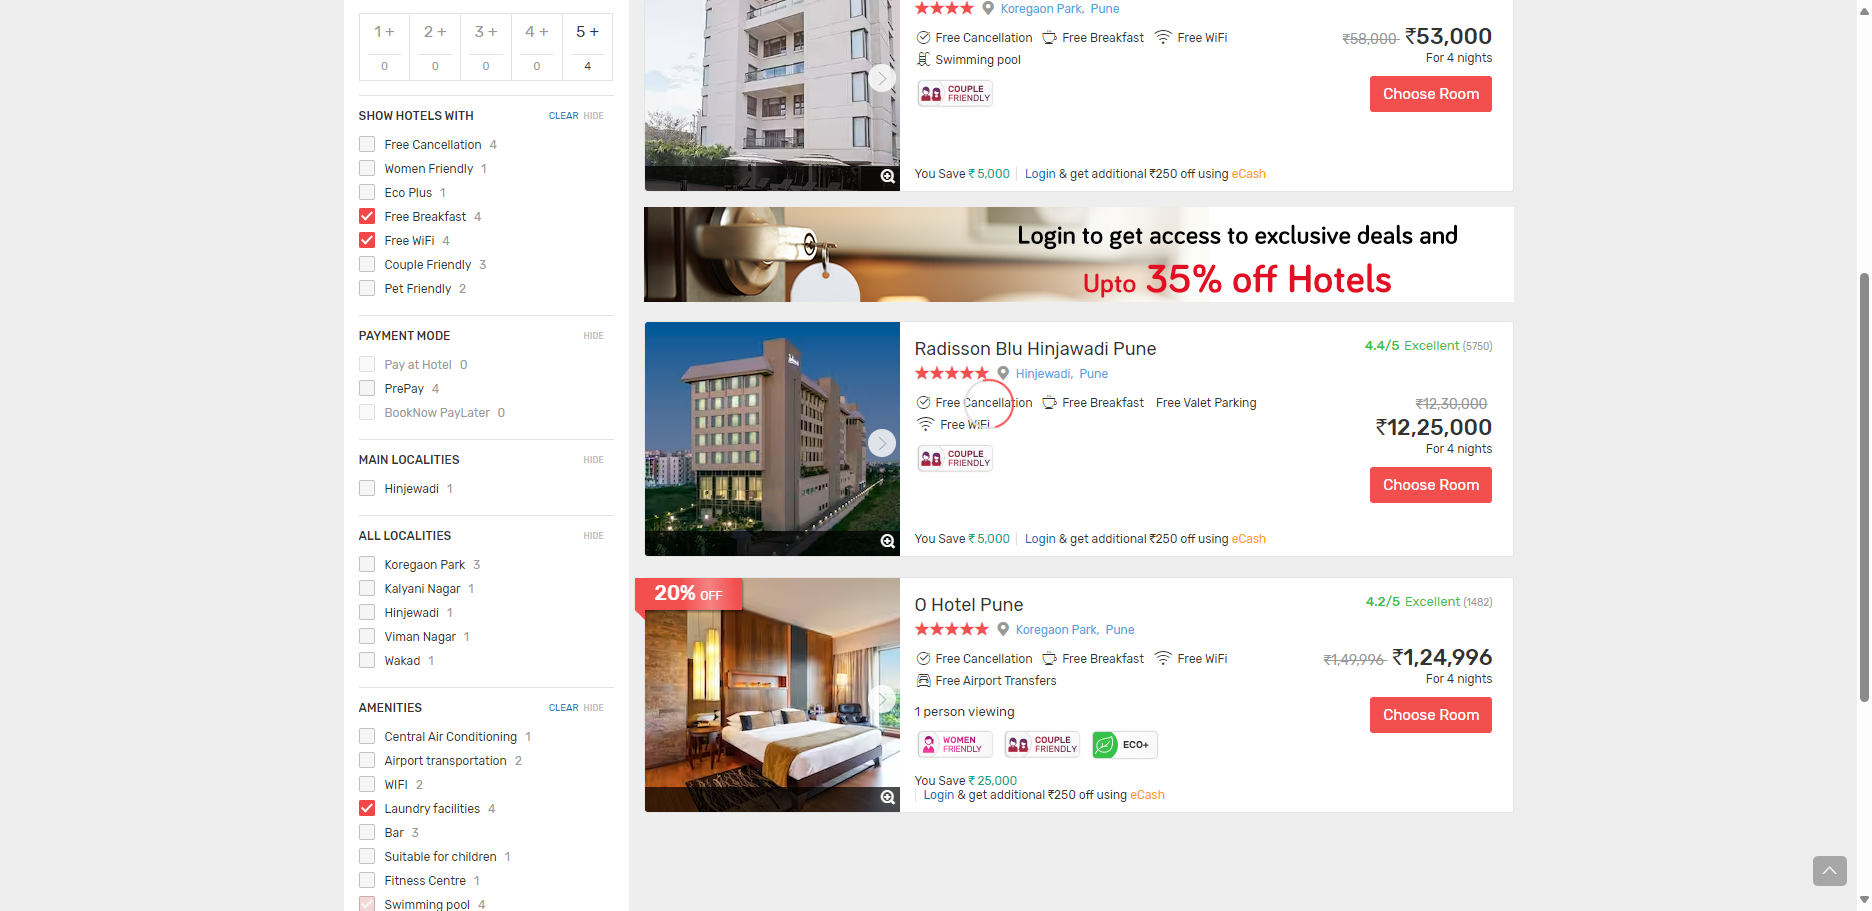 1 +
2 +
3 +
4 +
5 +
0
0
0
0
4
SHOW HOTELS WITH
CLEAR HIDE
Free Cancellation 4
Women Friendly 1
Eco Plus 1
Free Breakfast 4
Free WiFi 4
Couple Friendly 3
Pet Friendly 2
PAYMENT MODE
HIDE
Pay at Hotel 0
PrePay 4
BookNow PayLater 0
MAIN LOCALITIES
HIDE
Hinjewadi 1
ALL LOCALITIES
HIDE
Koregaon Park 3
Kalyani Nagar 1
Hinjewadi 1
Viman Nagar 1
Wakad 1
AMENITIES
CLEAR HIDE
Central Air Conditioning 1
Airport transportation 2
WIFI 2
Laundry facilities 4
Bar 3
Suitable for children 1
Fitness Centre 1
Swimming pool 4
Koregaon Park, Pune
Free Cancellation Free Breakfast Free WiFi
Swimming pool
COUPLE
FRIENDLY
₹58,000 ₹53,000
For 4 nights
Choose Room
You Save ₹ 5,000 Login & get additional ₹250 off using eCash
Login to get access to exclusive deals and
Upto 35% off Hotels
Radisson Blu Hinjawadi Pune
4.4/5 Excellent (5750)
Hinjewadi, Pune
Free Cancellation Free Breakfast Free Valet Parking
Free WiFi
COUPLE
FRIENDLY
₹12,30,000
₹12,25,000
For 4 nights
Choose Room
You Save ₹ 5,000 Login & get additional ₹250 off using eCash
20% OFF
O Hotel Pune
4.2/5 Excellent (1482)
Koregaon Park, Pune
Free Cancellation Free Breakfast Free WiFi
Free Airport Transfers
₹1,49,996 ₹1,24,996
For 4 nights
Choose Room
1 person viewing
WOMEN
FRIENDLY
COUPLE
FRIENDLY
ECO+
You Save ₹ 25,000
Login & get additional ₹250 off using eCash